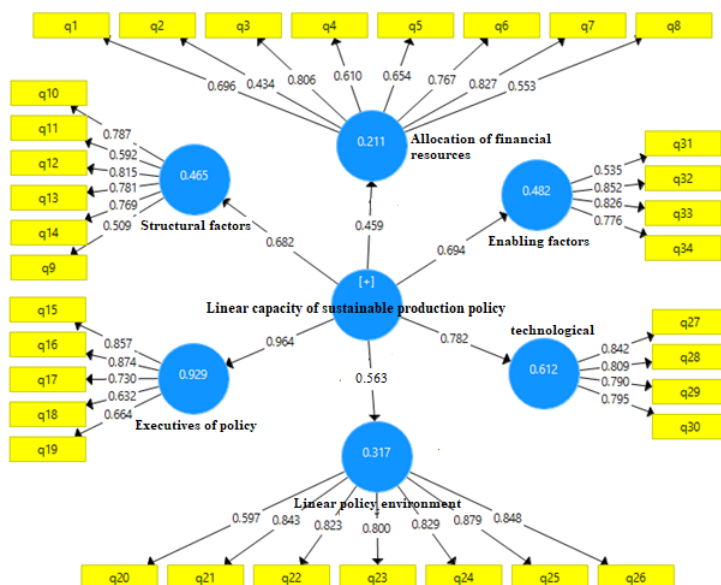 q1 q2 q3 q4 q5 q6 q7 q8
0.696 0.434 0.806 0.610 0.654 0.767 0.827 0.553
0.211
Allocation of financial
resources
q10
q11
q12
q13
q14
q9
0.787
0.592
0.815
0.781
0.769
0.509
0.465
Structural factors
q31
q32
q33
q34
0.535
0.852
0.826
0.776
0.482
Enabling factors
0.682
0.459
0.694
[+]
Linear capacity of sustainable production policy
0.964
0.563
0.782
q15
q16
q17
q18
q19
0.857
0.874
0.730
0.632
0.664
0.929
Executives of policy
technological
q27
q28
q29
q30
0.842
0.809
0.790
0.795
0.612
0.317
Linear policy environment
0.597 0.843 0.823 0.800 0.829 0.879 0.848
q20 q21 q22 q23 q24 q25 q26